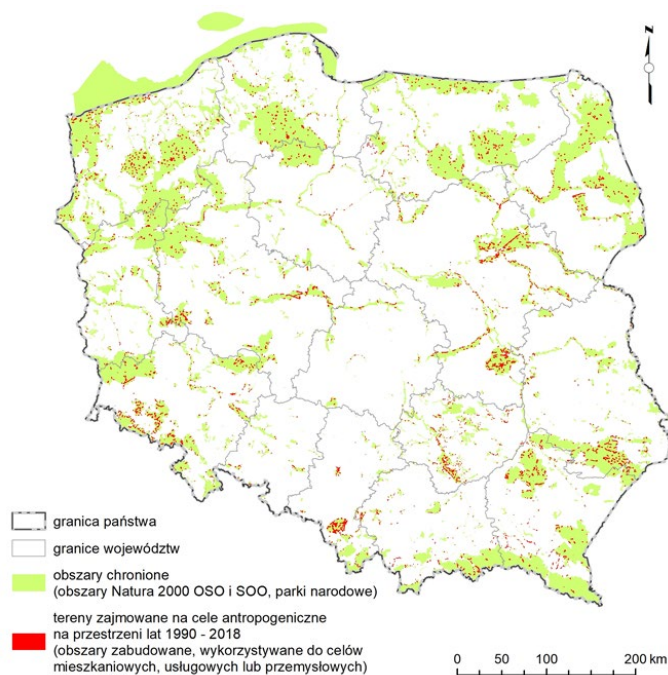 N
granica państwa
granice województw
obszary chronione
(obszary Natura 2000 OSO i SOO, parki narodowe)
tereny zajmowane na cele antropogeniczne
na przestrzeni lat 1990 - 2018
(obszary zabudowane, wykorzystywane do celów
mieszkaniowych, usługowych lub przemysłowych)
0 50 100 150 200 km